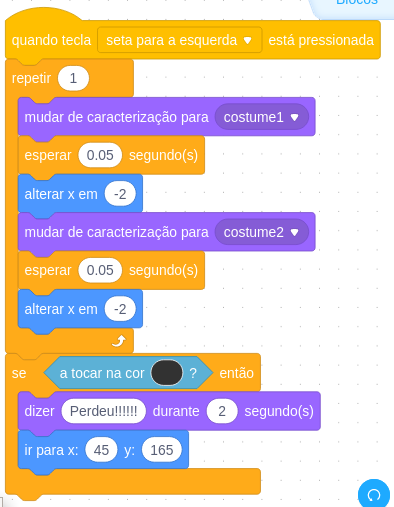 Blocos
quando tecla seta para a esquerda está pressionada
repetir 1
mudar de caracterização para costume1
esperar 0.05 segundo(s)
alterar x em -2
mudar de caracterização para costume2
esperar 0.05 segundo(s)
alterar x em -2
se a tocar na cor ? então
dizer Perdeu!!!!!! durante 2 segundo(s)
ir para x: 45 y: 165